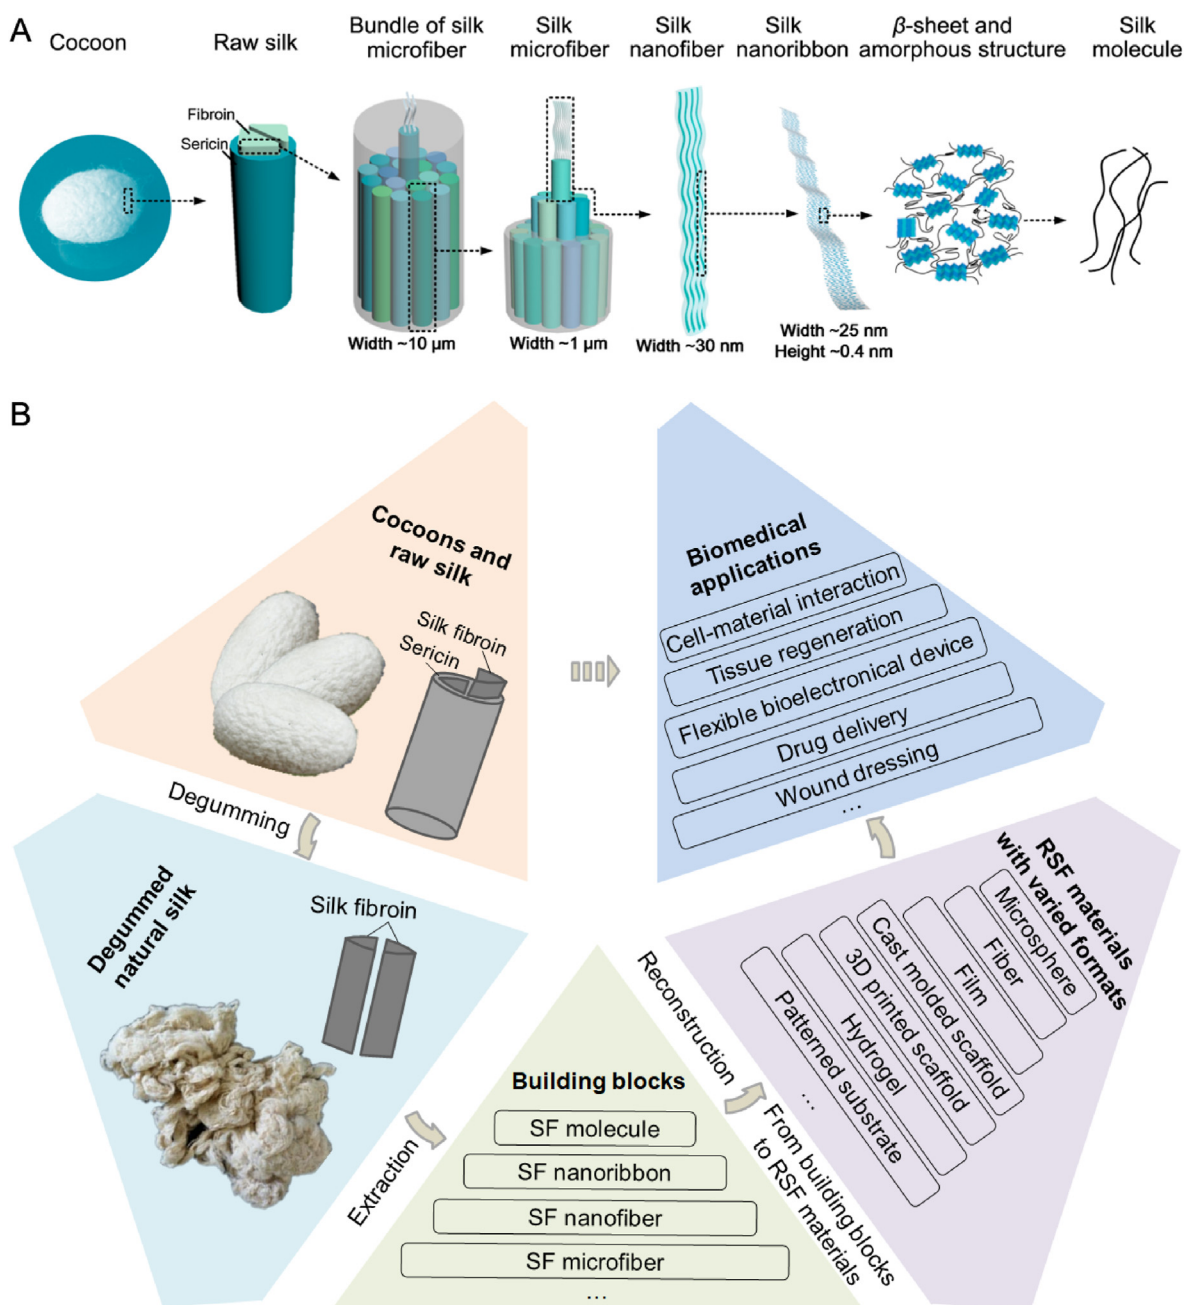 A
Cocoon
Raw silk
Bundle of silk
microfiber
Silk
microfiber
Silk
nanofiber
Silk
nanoribbon
β-sheet and
amorphous structure
Silk
molecule
Fibroin
Sericin
Width ~10 μm
Width ~1 μm
Width ~30 nm
Width ~25 nm
Height ~0.4 nm
B
Cocoons and
raw silk
Silk fibroin
Sericin
Degumming
Degummed
natural silk
Silk fibroin
Extraction
Building blocks
SF molecule
SF nanoribbon
SF nanofiber
SF microfiber
...
Reconstruction
From building blocks
to RSF materials
RSF materials
with varied formats
Microsphere
Fiber
Film
Cast molded scaffold
3D printed scaffold
Hydrogel
Patterned substrate
...
Biomedical
applications
Cell-material interaction
Tissue regeneration
Flexible bioelectronical device
Drug delivery
Wound dressing
...